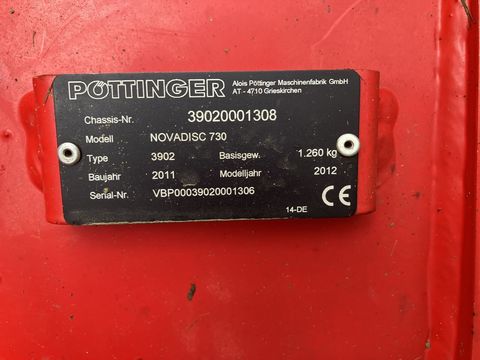 PÖTTINGER Alois Pöttinger Maschinenfabrik GmbH
AT - 4710 Grieskirchen
Chassis-Nr. 39020001308
Modell NOVADISC 730
Type 3902 Basisgew. 1.260 kg
Baujahr 2011 Modelljahr 2012
Serial-Nr. VBP00039020001306
CE
14-DE